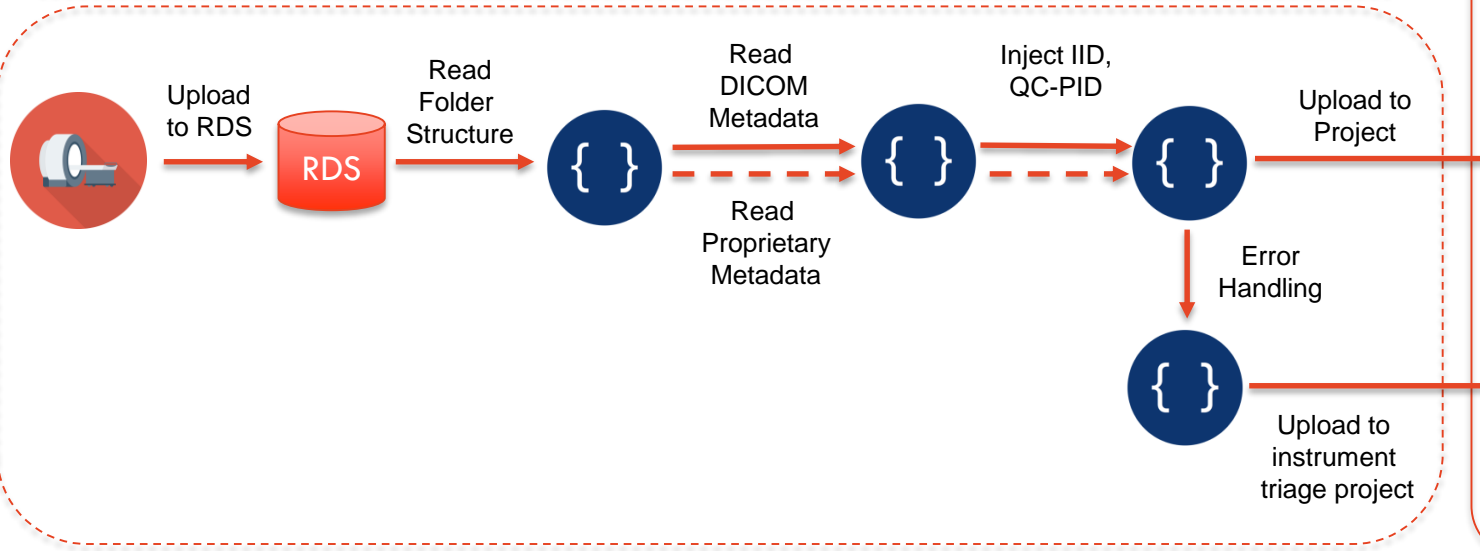 Upload
to RDS
RDS
Read
Folder
Structure
{ }
Read
DICOM
Metadata
Read
Proprietary
Metadata
{ }
Inject IID,
QC-PID
{ }
Upload to
Project
Error
Handling
{ }
Upload to
instrument
triage project